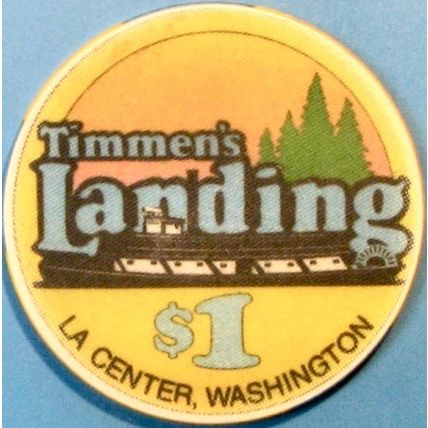 Timmen's
Landing
$1
LA CENTER, WASHINGTON